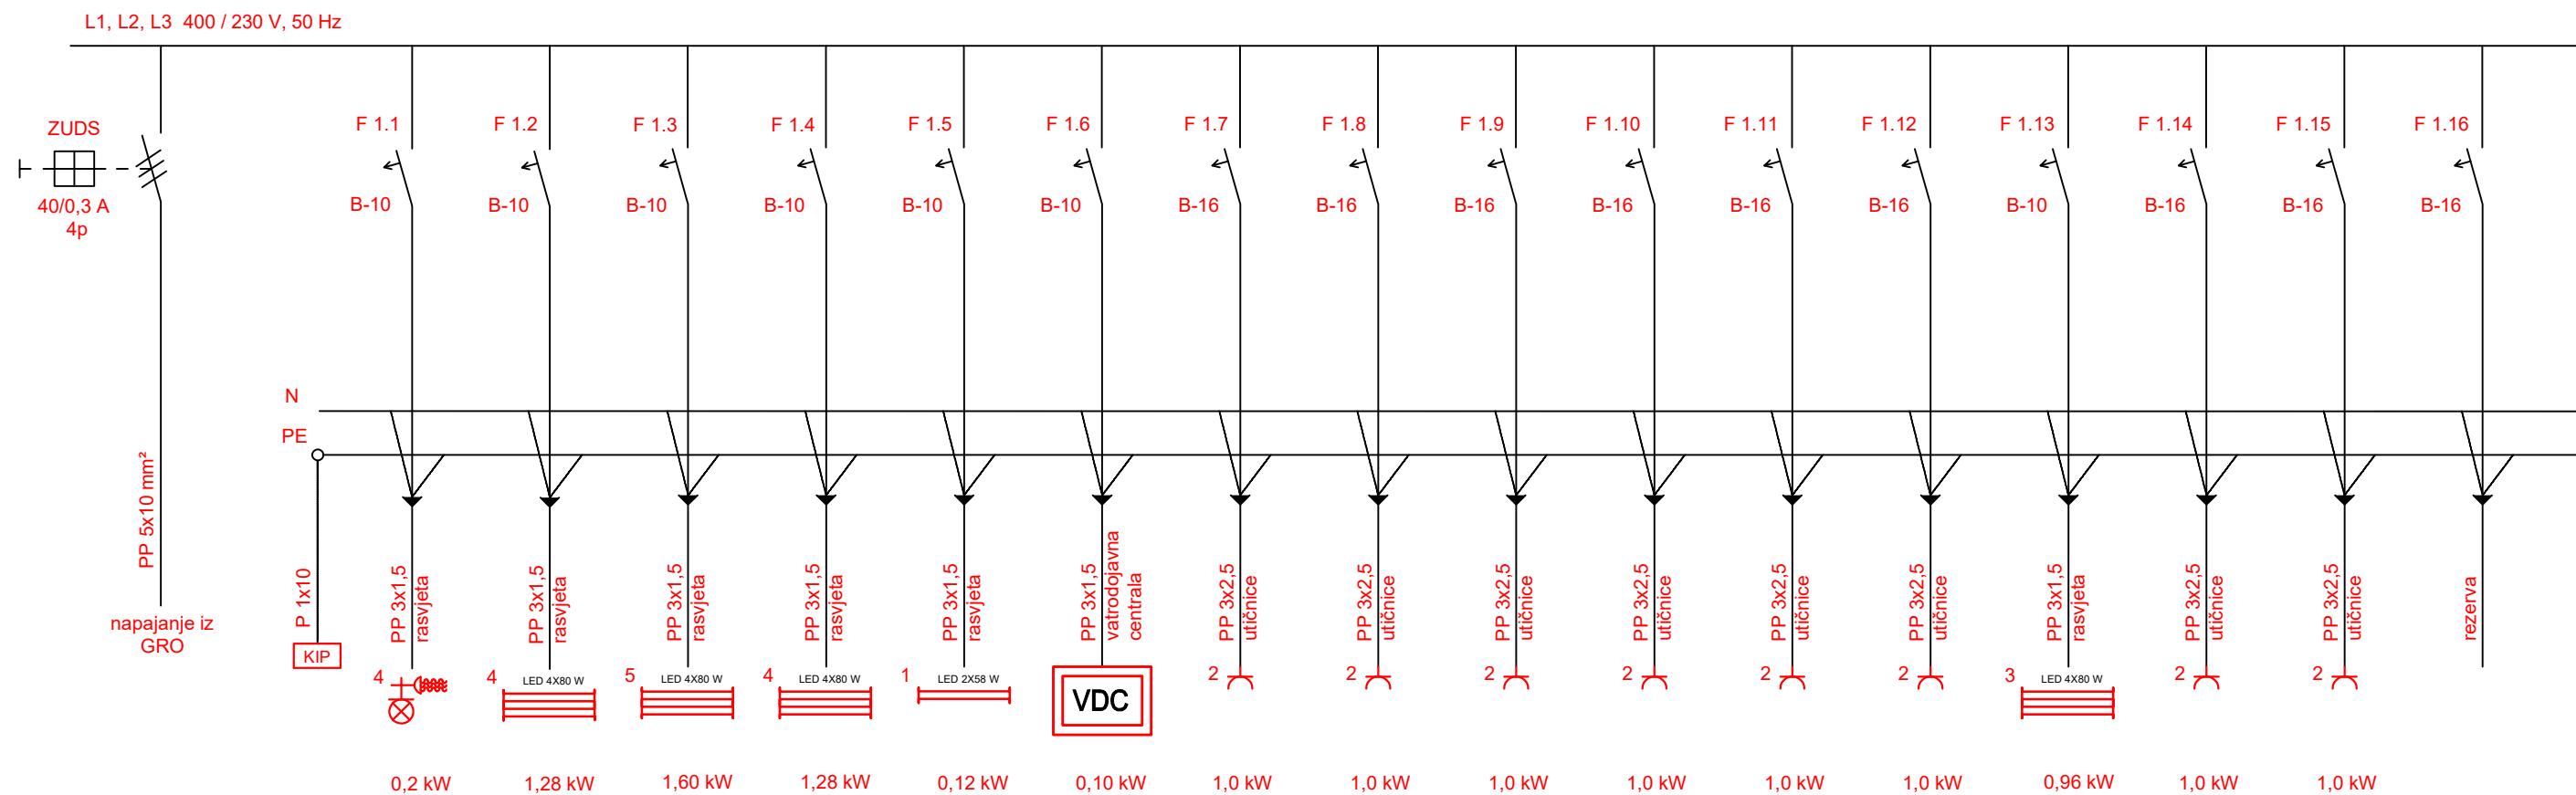 L1, L2, L3 400 / 230 V, 50 Hz
ZUDS
40/0,3 A
4p
F 1.1
F 1.2
F 1.3
F 1.4
F 1.5
F 1.6
F 1.7
F 1.8
F 1.9
F 1.10
F 1.11
F 1.12
F 1.13
F 1.14
F 1.15
F 1.16
B-10
B-10
B-10
B-10
B-10
B-10
B-16
B-16
B-16
B-16
B-16
B-16
B-10
B-16
B-16
B-16
N
PE
PP 5x10 mm²
napajanje iz
GRO
P 1x10
KIP
PP 3x1,5
rasvjeta
PP 3x1,5
rasvjeta
PP 3x1,5
rasvjeta
PP 3x1,5
rasvjeta
PP 3x1,5
rasvjeta
PP 3x1,5
vatrodojavna
centrala
PP 3x2,5
utičnice
PP 3x2,5
utičnice
PP 3x2,5
utičnice
PP 3x2,5
utičnice
PP 3x2,5
utičnice
PP 3x2,5
utičnice
PP 3x1,5
rasvjeta
PP 3x2,5
utičnice
PP 3x2,5
utičnice
rezerva
4
4
LED 4X80 W
5
LED 4X80 W
4
LED 4X80 W
1
LED 2X58 W
VDC
2
2
2
2
2
2
3
LED 4X80 W
2
2
0,2 kW
1,28 kW
1,60 kW
1,28 kW
0,12 kW
0,10 kW
1,0 kW
1,0 kW
1,0 kW
1,0 kW
1,0 kW
1,0 kW
0,96 kW
1,0 kW
1,0 kW